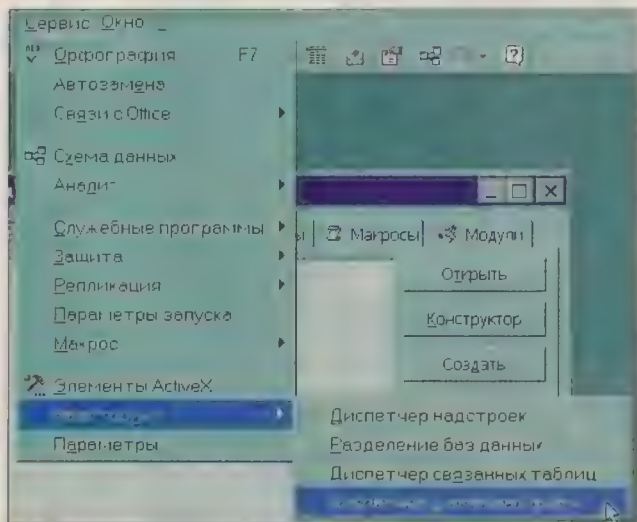 Сервис Окно
Орфография F7
Автозамена
Связи с Office
Схема данных
Анализ
Служебные программы
Макросы Модули
Защита
Открыть
Репликация
Параметры запуска
Конструктор
Макрос
Создать
Элементы ActiveX
Диспетчер надстроек
Параметры
Разделение баз данных
Диспетчер связанных таблиц